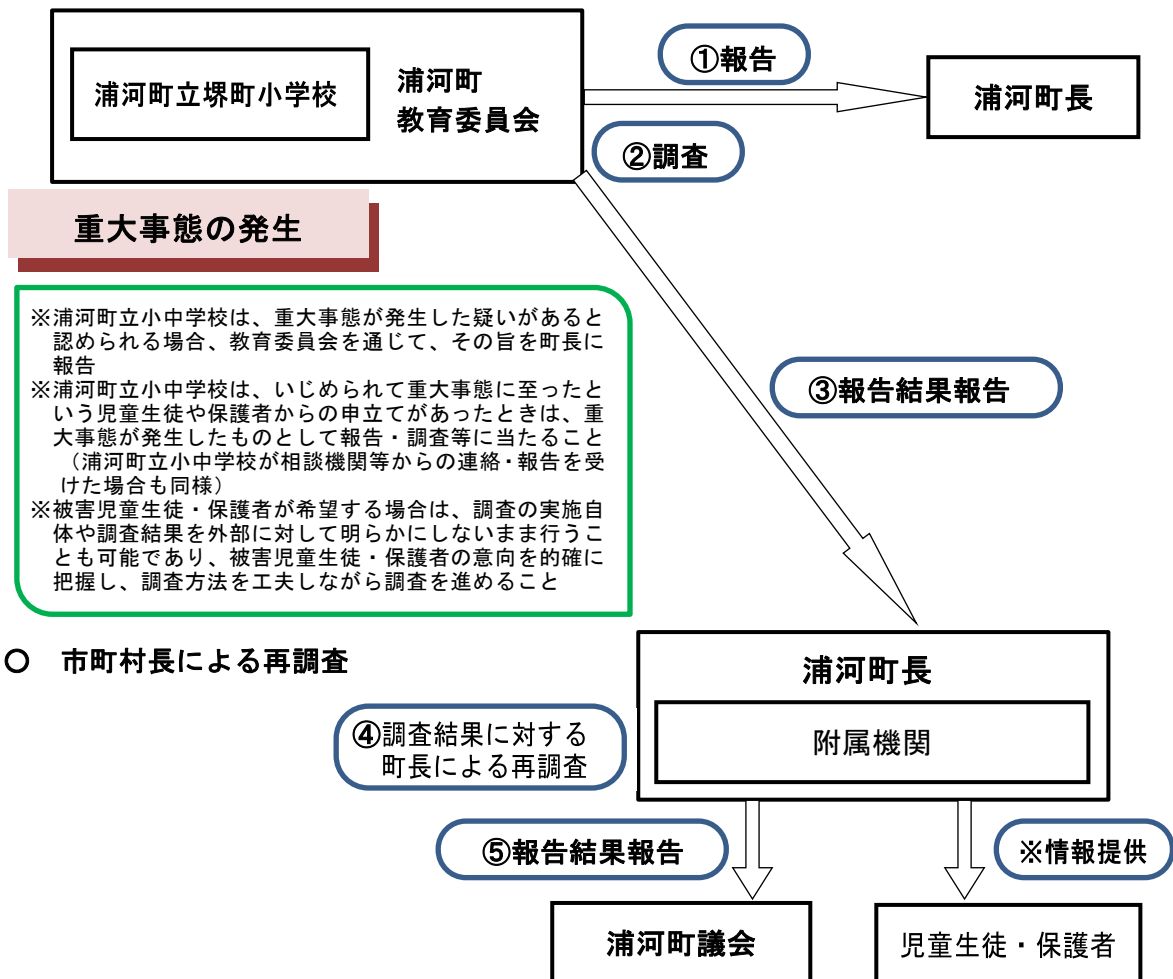 ①報告
浦河町立堺町小学校
浦河町
教育委員会
浦河町長
②調査
重大事態の発生
※浦河町立小中学校は、重大事態が発生した疑いがあると
認められる場合、教育委員会を通じて、その旨を町長に
報告
※浦河町立小中学校は、いじめられて重大事態に至ったと
いう児童生徒や保護者からの申立てがあったときは、重
大事態が発生したものとして報告・調査等に当たること
（浦河町立小中学校が相談機関等からの連絡・報告を受
けた場合も同様）
※被害児童生徒・保護者が希望する場合は、調査の実施自
体や調査結果を外部に対して明らかにしないまま行うこ
とも可能であり、被害児童生徒・保護者の意向を的確に
把握し、調査方法を工夫しながら調査を進めること
③報告結果報告
○　市町村長による再調査
浦河町長
附属機関
④調査結果に対する
町長による再調査
⑤報告結果報告
※情報提供
浦河町議会
児童生徒・保護者